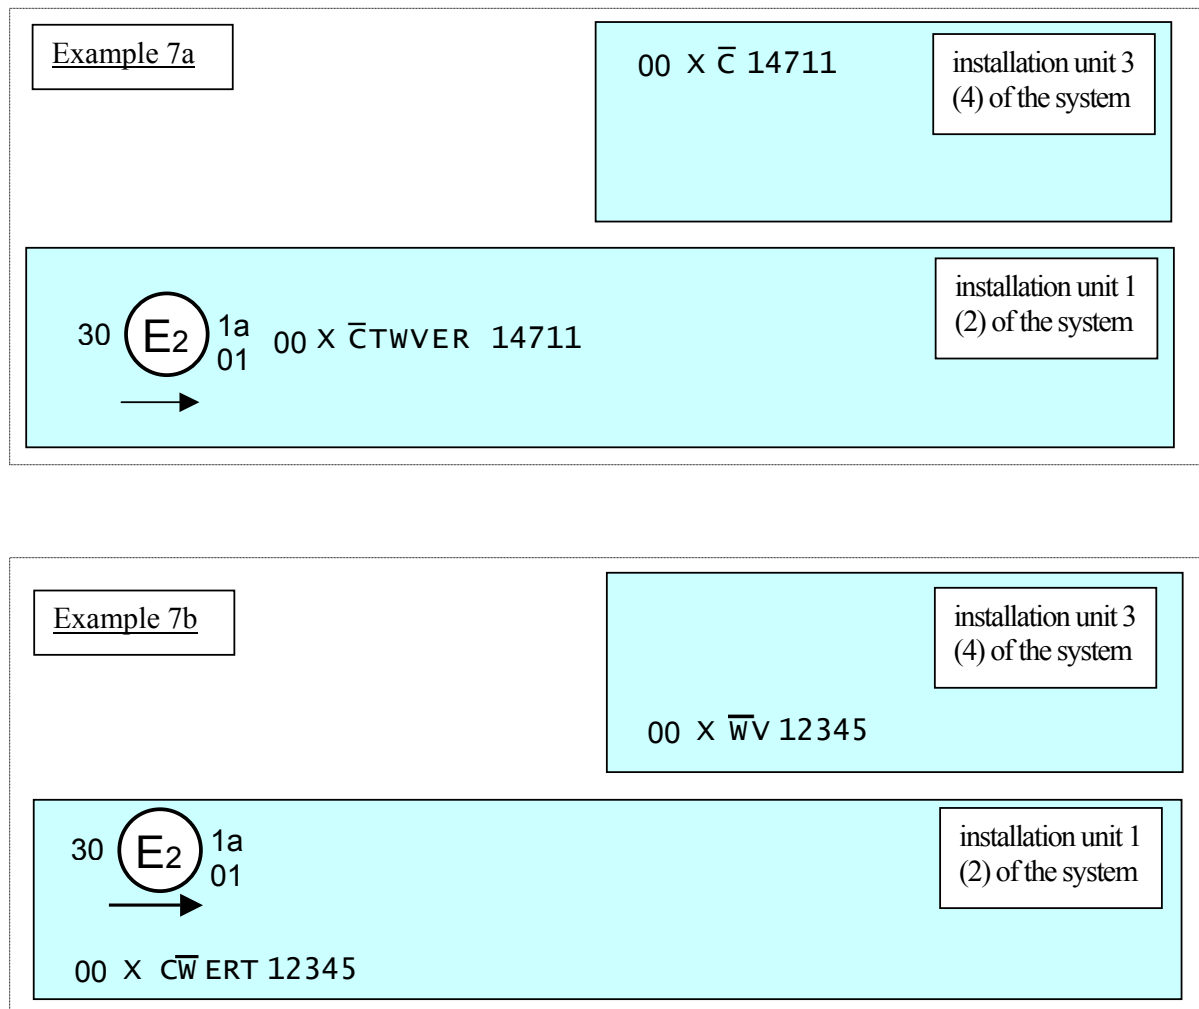 Example 7a
00 X C̅ 14711
installation unit 3
(4) of the system
installation unit 1
(2) of the system
30 E2 1a
01
00 X C̅TWVER 14711
Example 7b
installation unit 3
(4) of the system
00 X W̅V 12345
30 E2 1a
01
installation unit 1
(2) of the system
00 X CW̅ERT 12345